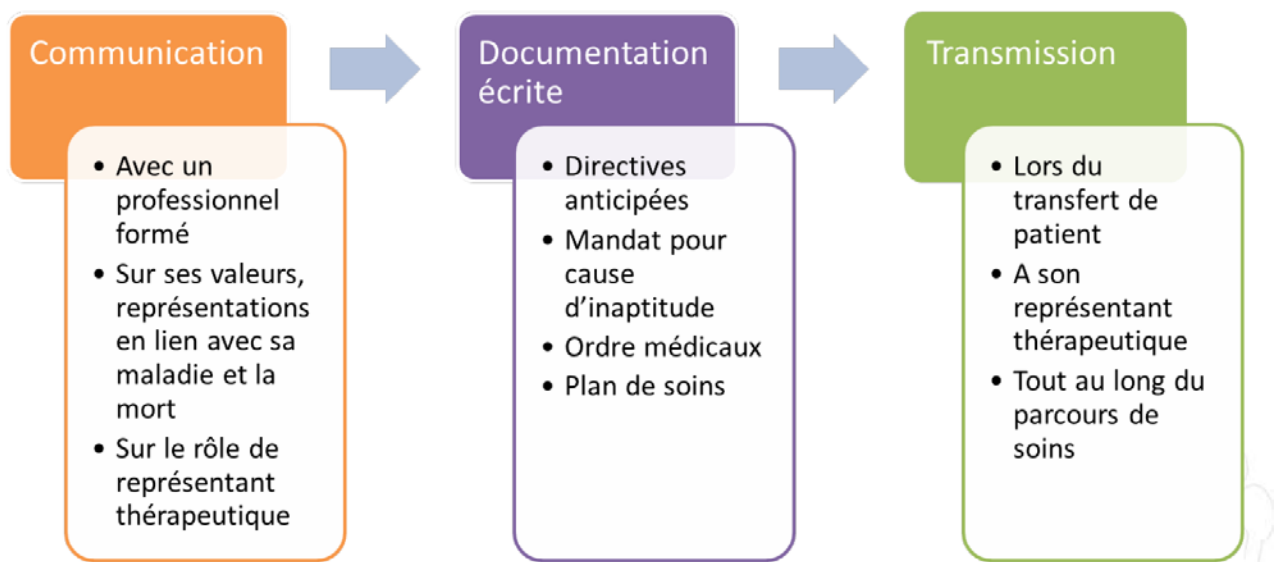 Communication
• Avec un
professionnel
formé
• Sur ses valeurs,
représentations
en lien avec sa
maladie et la
mort
• Sur le rôle de
représentant
thérapeutique
Documentation
écrite
• Directives
anticipées
• Mandat pour
cause
d’inaptitude
• Ordre médicaux
• Plan de soins
Transmission
• Lors du
transfert de
patient
• A son
représentant
thérapeutique
• Tout au long du
parcours de
soins